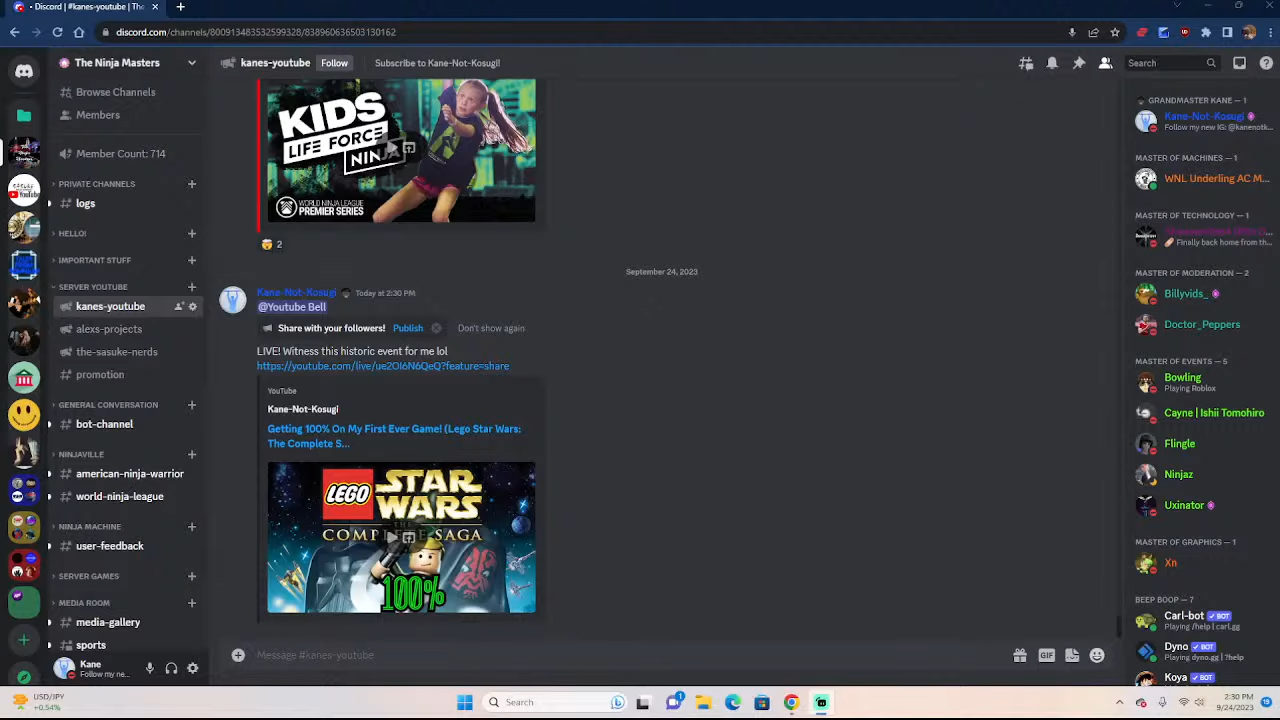 • Discord | #kanes-youtube | The
discord.com/channels/800913483532599328/838960636503130162
The Ninja Masters
Browse Channels
Members
Member Count: 714
PRIVATE CHANNELS
logs
HELLO!
IMPORTANT STUFF
SERVER YOUTUBE
kanes-youtube
alexs-projects
the-sasuke-nerds
promotion
GENERAL CONVERSATION
bot-channel
NINJAVILLE
american-ninja-warrior
world-ninja-league
NINJA MACHINE
user-feedback
SERVER GAMES
MEDIA ROOM
media-gallery
sports
Kane
Follow my ne...
kanes-youtube Follow Subscribe to Kane-Not-Kosugi!
Search
KIDS
LIFE FORCE
NINJA
WORLD NINJA LEAGUE
PREMIER SERIES
2
September 24, 2023
Kane-Not-Kosugi Today at 2:30 PM
@Youtube Bell
Share with your followers! Publish Don't show again
LIVE! Witness this historic event for me lol
https://youtube.com/live/ue2OI6N6QeQ?feature=share
YouTube
Kane-Not-Kosugi
Getting 100% On My First Ever Game! (Lego Star Wars:
The Complete S...
LEGO STAR
WARS
THE
COMPLETE SAGA
100%
Message #kanes-youtube
GIF
GRANDMASTER KANE — 1
Kane-Not-Kosugi
Follow my new IG: @kanenotk...
MASTER OF MACHINES — 1
WNL Underling AC M...
MASTER OF TECHNOLOGY — 1
Finally back home from th...
MASTER OF MODERATION — 2
Billyvids_
Doctor_Peppers
MASTER OF EVENTS — 5
Bowling
Playing Roblox
Cayne | Ishii Tomohiro
Flingle
Ninjaz
Uxinator
MASTER OF GRAPHICS — 1
Xn
BEEP BOOP — 7
Carl-bot ✓ BOT
Playing /help | carl.gg
Dyno ✓ BOT
Playing dyno.gg | ?help
Koya ✓ BOT
USD/JPY
+0.54%
Search
1
2:30 PM
9/24/2023